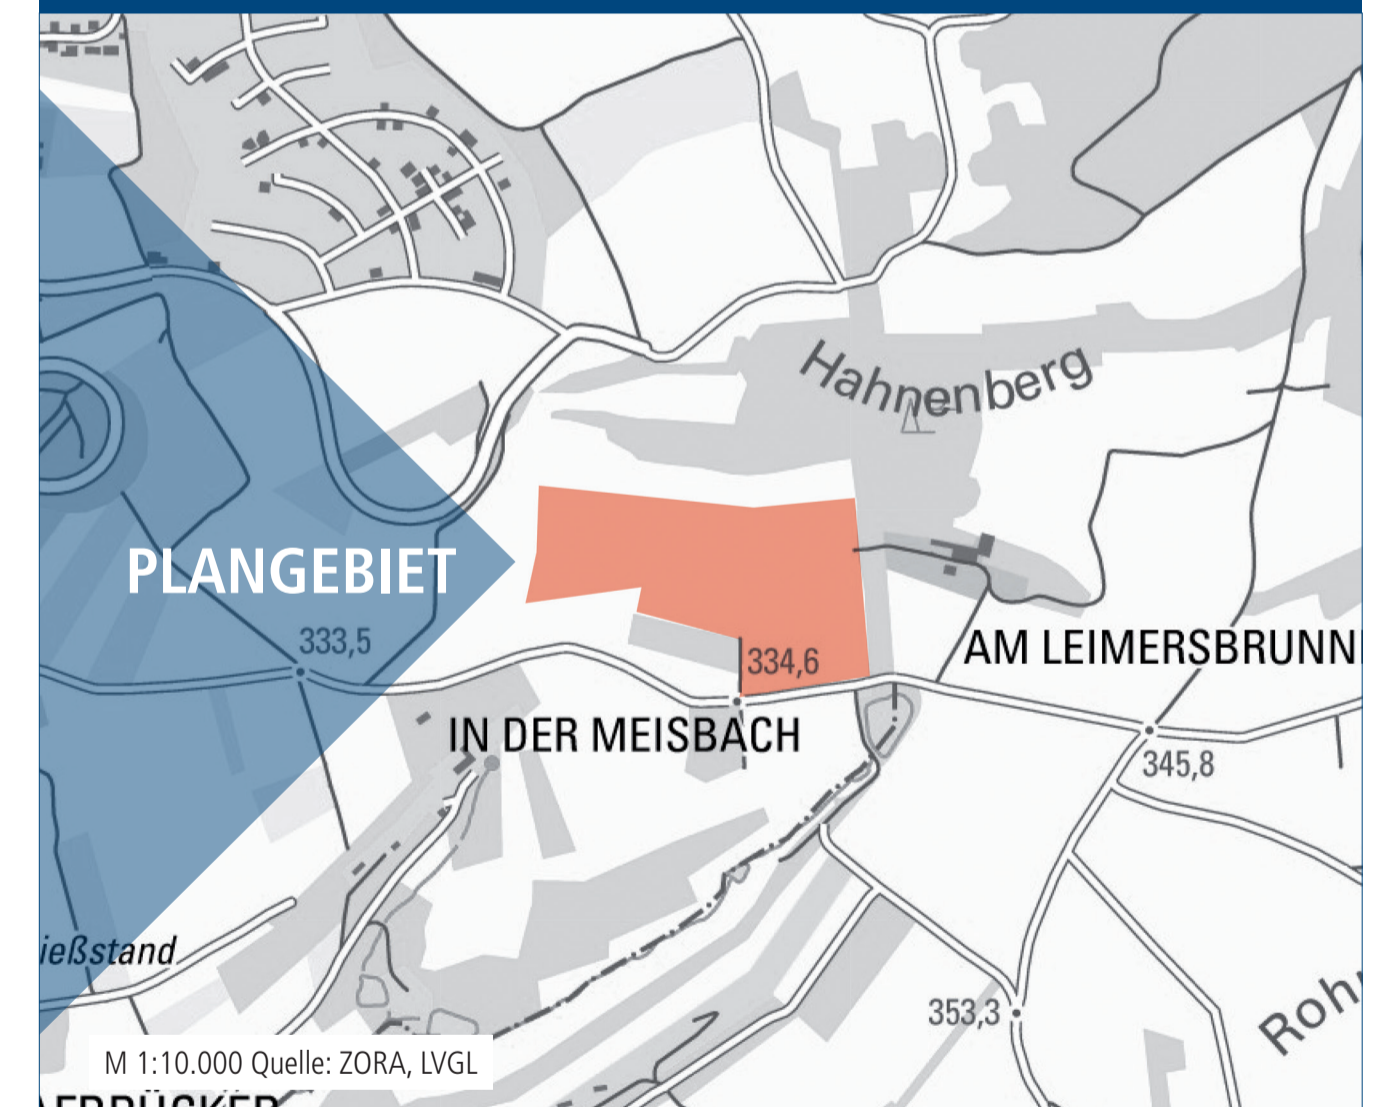 Hahnenberg
PLANGEBIET
333,5
334,6
AM LEIMERSBRUNN
IN DER MEISBACH
345,8
ießstand
353,3
Roh
M 1:10.000 Quelle: ZORA, LVGL